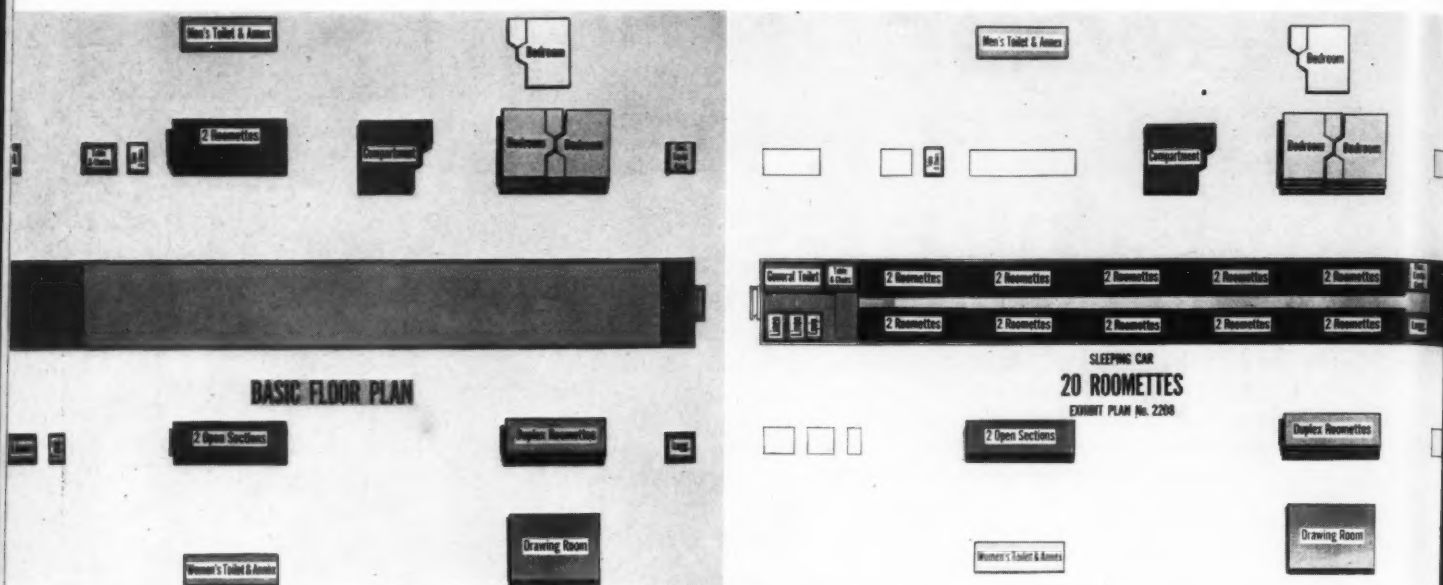 Men's Toilet & Annex
Bedroom
2 Roomettes
Compartment
Bedroom Bedroom
BASIC FLOOR PLAN
2 Open Sections
Duplex Roomettes
Lugg.
Drawing Room
Women's Toilet & Annex
Men's Toilet & Annex
Bedroom
Compartment
Bedroom Bedroom
General Toilet
Table
& Chairs
2 Roomettes 2 Roomettes 2 Roomettes 2 Roomettes 2 Roomettes
2 Roomettes 2 Roomettes 2 Roomettes 2 Roomettes 2 Roomettes
Lugg.
SLEEPING CAR
20 ROOMETTES
EXHIBIT PLAN No. 2208
2 Open Sections
Duplex Roomettes
Drawing Room
Women's Toilet & Annex